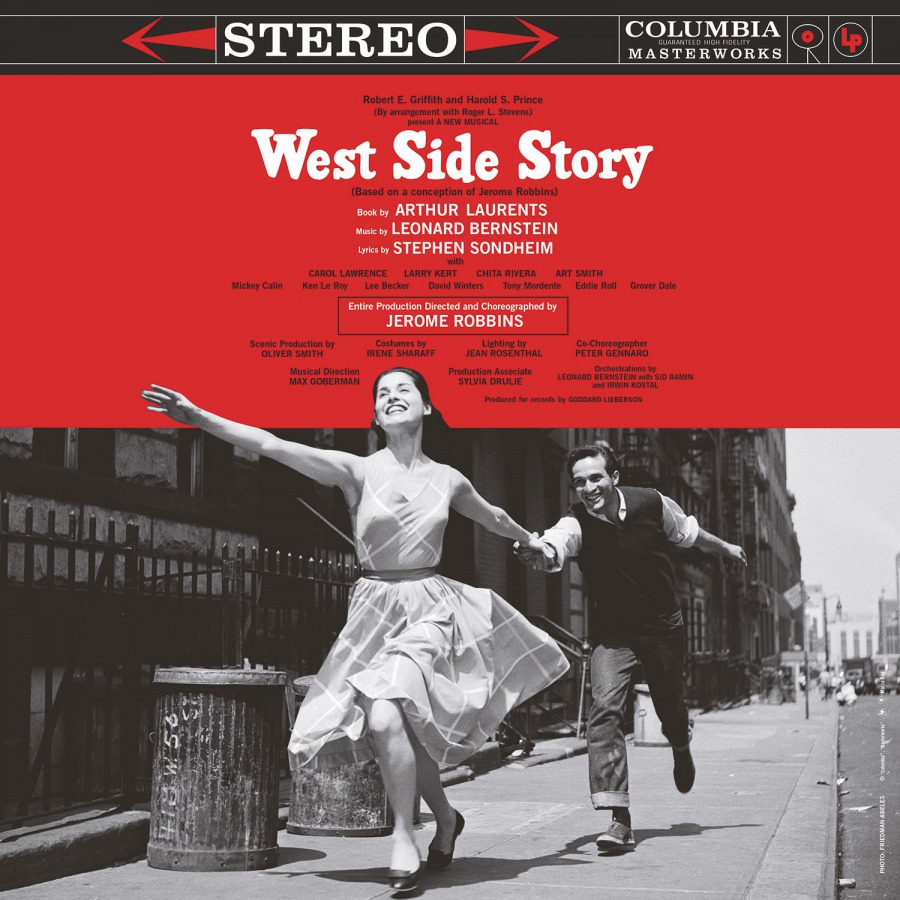 STEREO
COLUMBIA
GUARANTEED HIGH FIDELITY
MASTERWORKS
Lp
Robert E. Griffith and Harold S. Prince
(By arrangement with Roger L. Stevens)
present A NEW MUSICAL
West Side Story
(Based on a conception of Jerome Robbins)
Book by ARTHUR LAURENTS
Music by LEONARD BERNSTEIN
Lyrics by STEPHEN SONDHEIM
with
CAROL LAWRENCE LARRY KERT CHITA RIVERA ART SMITH
Mickey Calin Ken Le Roy Lee Becker David Winters Tony Mordente Eddie Roll Grover Dale
Entire Production Directed and Choreographed by
JEROME ROBBINS
Scenic Production by
OLIVER SMITH
Costumes by
IRENE SHARAFF
Lighting by
JEAN ROSENTHAL
Co-Choreographer
PETER GENNARO
Musical Direction
MAX GOBERMAN
Production Associate
SYLVIA DRULIE
Orchestrations by
LEONARD BERNSTEIN with SID RAMIN
and IRWIN KOSTAL
Produced for records by GODDARD LIEBERSON
PHOTO: FRIEDMAN-ABELES